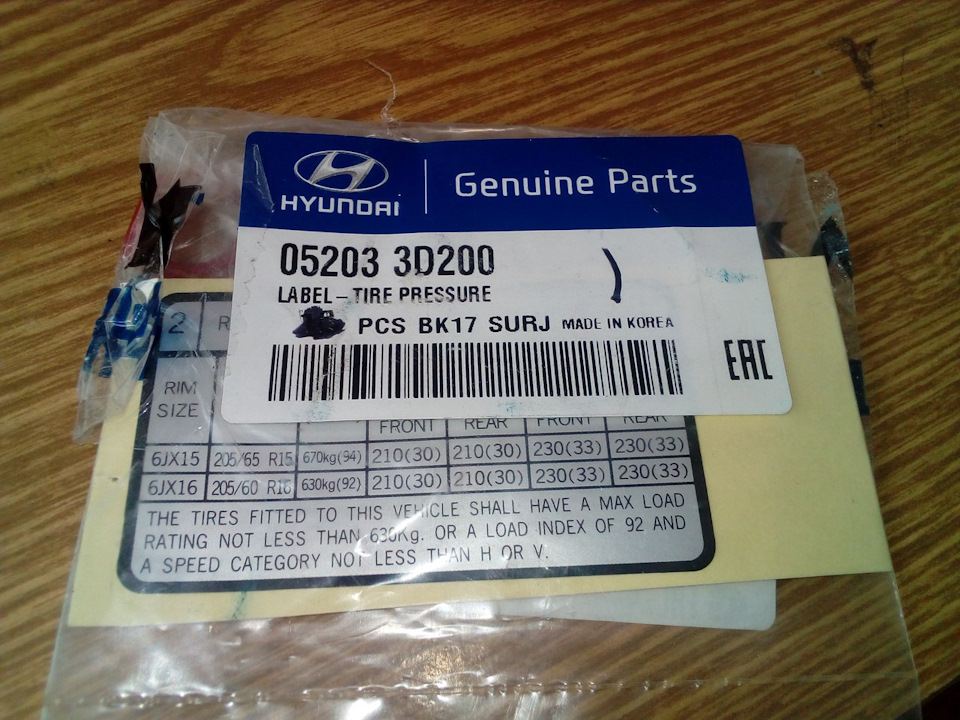 HYUNDAI
Genuine Parts
05203 3D200
LABEL-TIRE PRESSURE
PCS BK17 SURJ MADE IN KOREA
EAC
2 R
RIM
SIZE
FRONT REAR FRONT REAR
6JX15 205/65 R15 670kg(94) 210(30) 210(30) 230(33) 230(33)
6JX16 205/60 R16 630kg(92) 210(30) 210(30) 230(33) 230(33)
THE TIRES FITTED TO THIS VEHICLE SHALL HAVE A MAX LOAD
RATING NOT LESS THAN 630Kg. OR A LOAD INDEX OF 92 AND
A SPEED CATEGORY NOT LESS THAN H OR V.